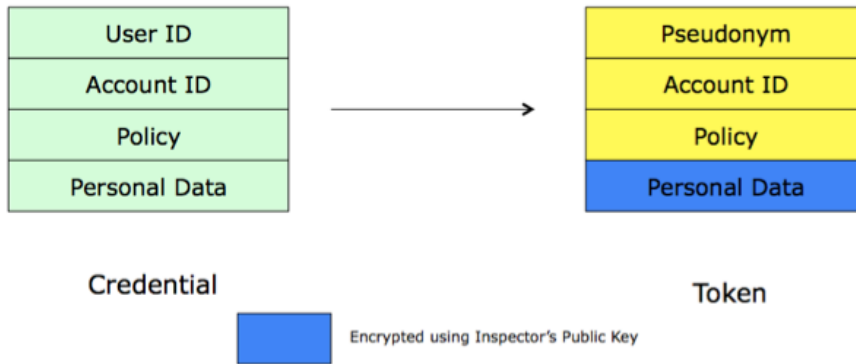 User ID
Account ID
Policy
Personal Data
Pseudonym
Account ID
Policy
Personal Data
Credential
Token
Encrypted using Inspector's Public Key